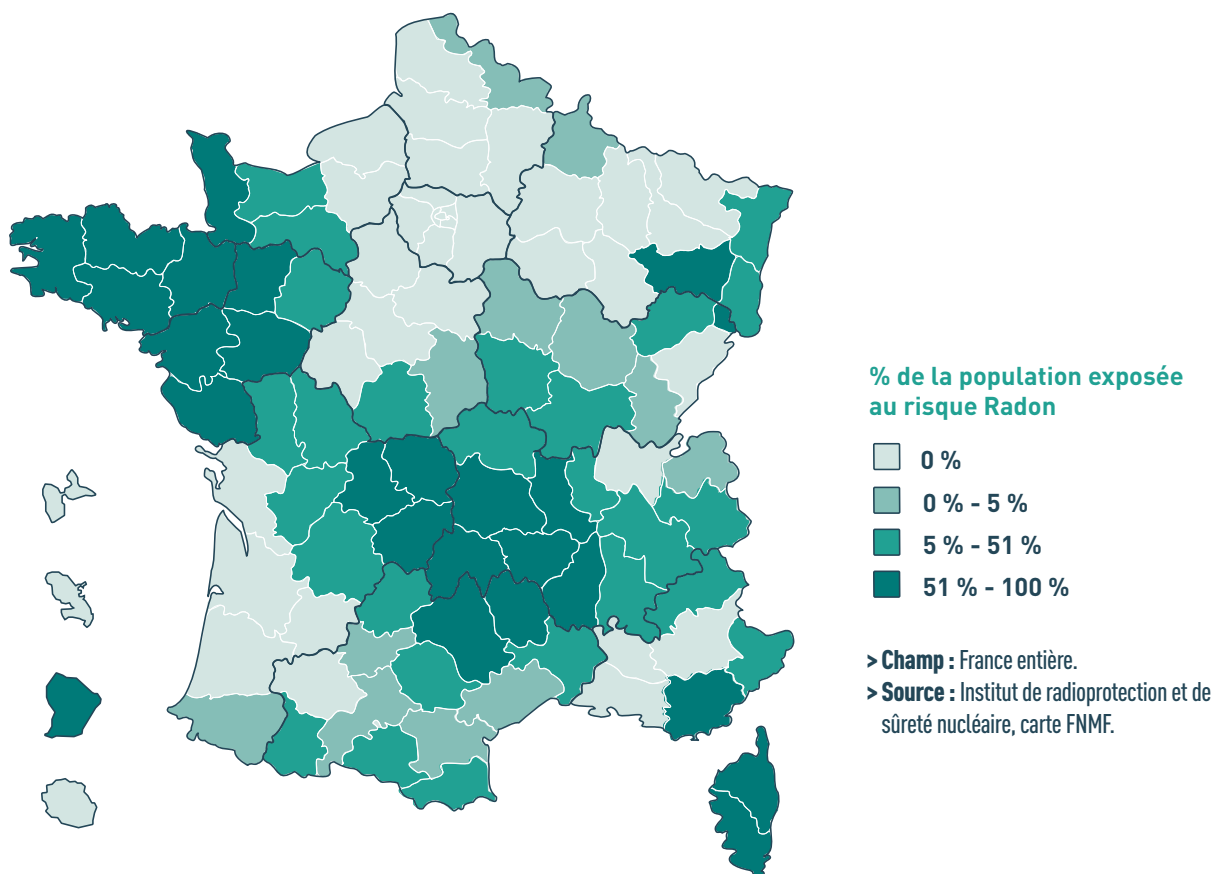 % de la population exposée
au risque Radon
0 %
0 % - 5 %
5 % - 51 %
51 % - 100 %
> Champ : France entière.
> Source : Institut de radioprotection et de
sûreté nucléaire, carte FNMF.